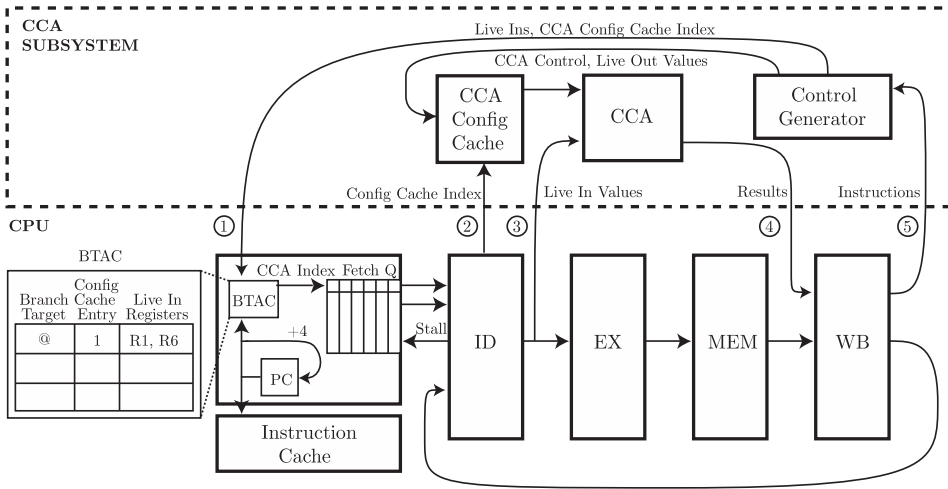 CCA
SUBSYSTEM
Live Ins, CCA Config Cache Index
CCA Control, Live Out Values
CCA
Config
Cache
CCA
Control
Generator
Config Cache Index
Live In Values
Results
Instructions
CPU
1
2
3
4
5
BTAC
Branch
Target
Config
Cache
Entry
Live In
Registers
@
1
R1, R6
CCA Index
Fetch Q
BTAC
+4
PC
Stall
ID
EX
MEM
WB
Instruction
Cache